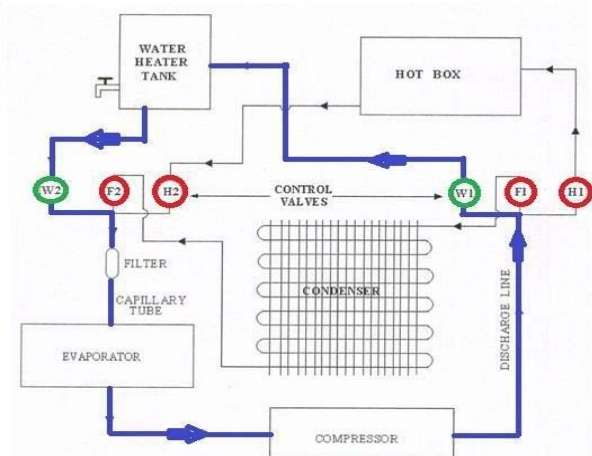 WATER
HEATER
TANK
HOT BOX
W2
F2
H2
CONTROL
VALVES
W1
F1
H1
FILTER
CAPILLARY
TUBE
CONDENSER
DISCHARGE LINE
EVAPORATOR
COMPRESSOR